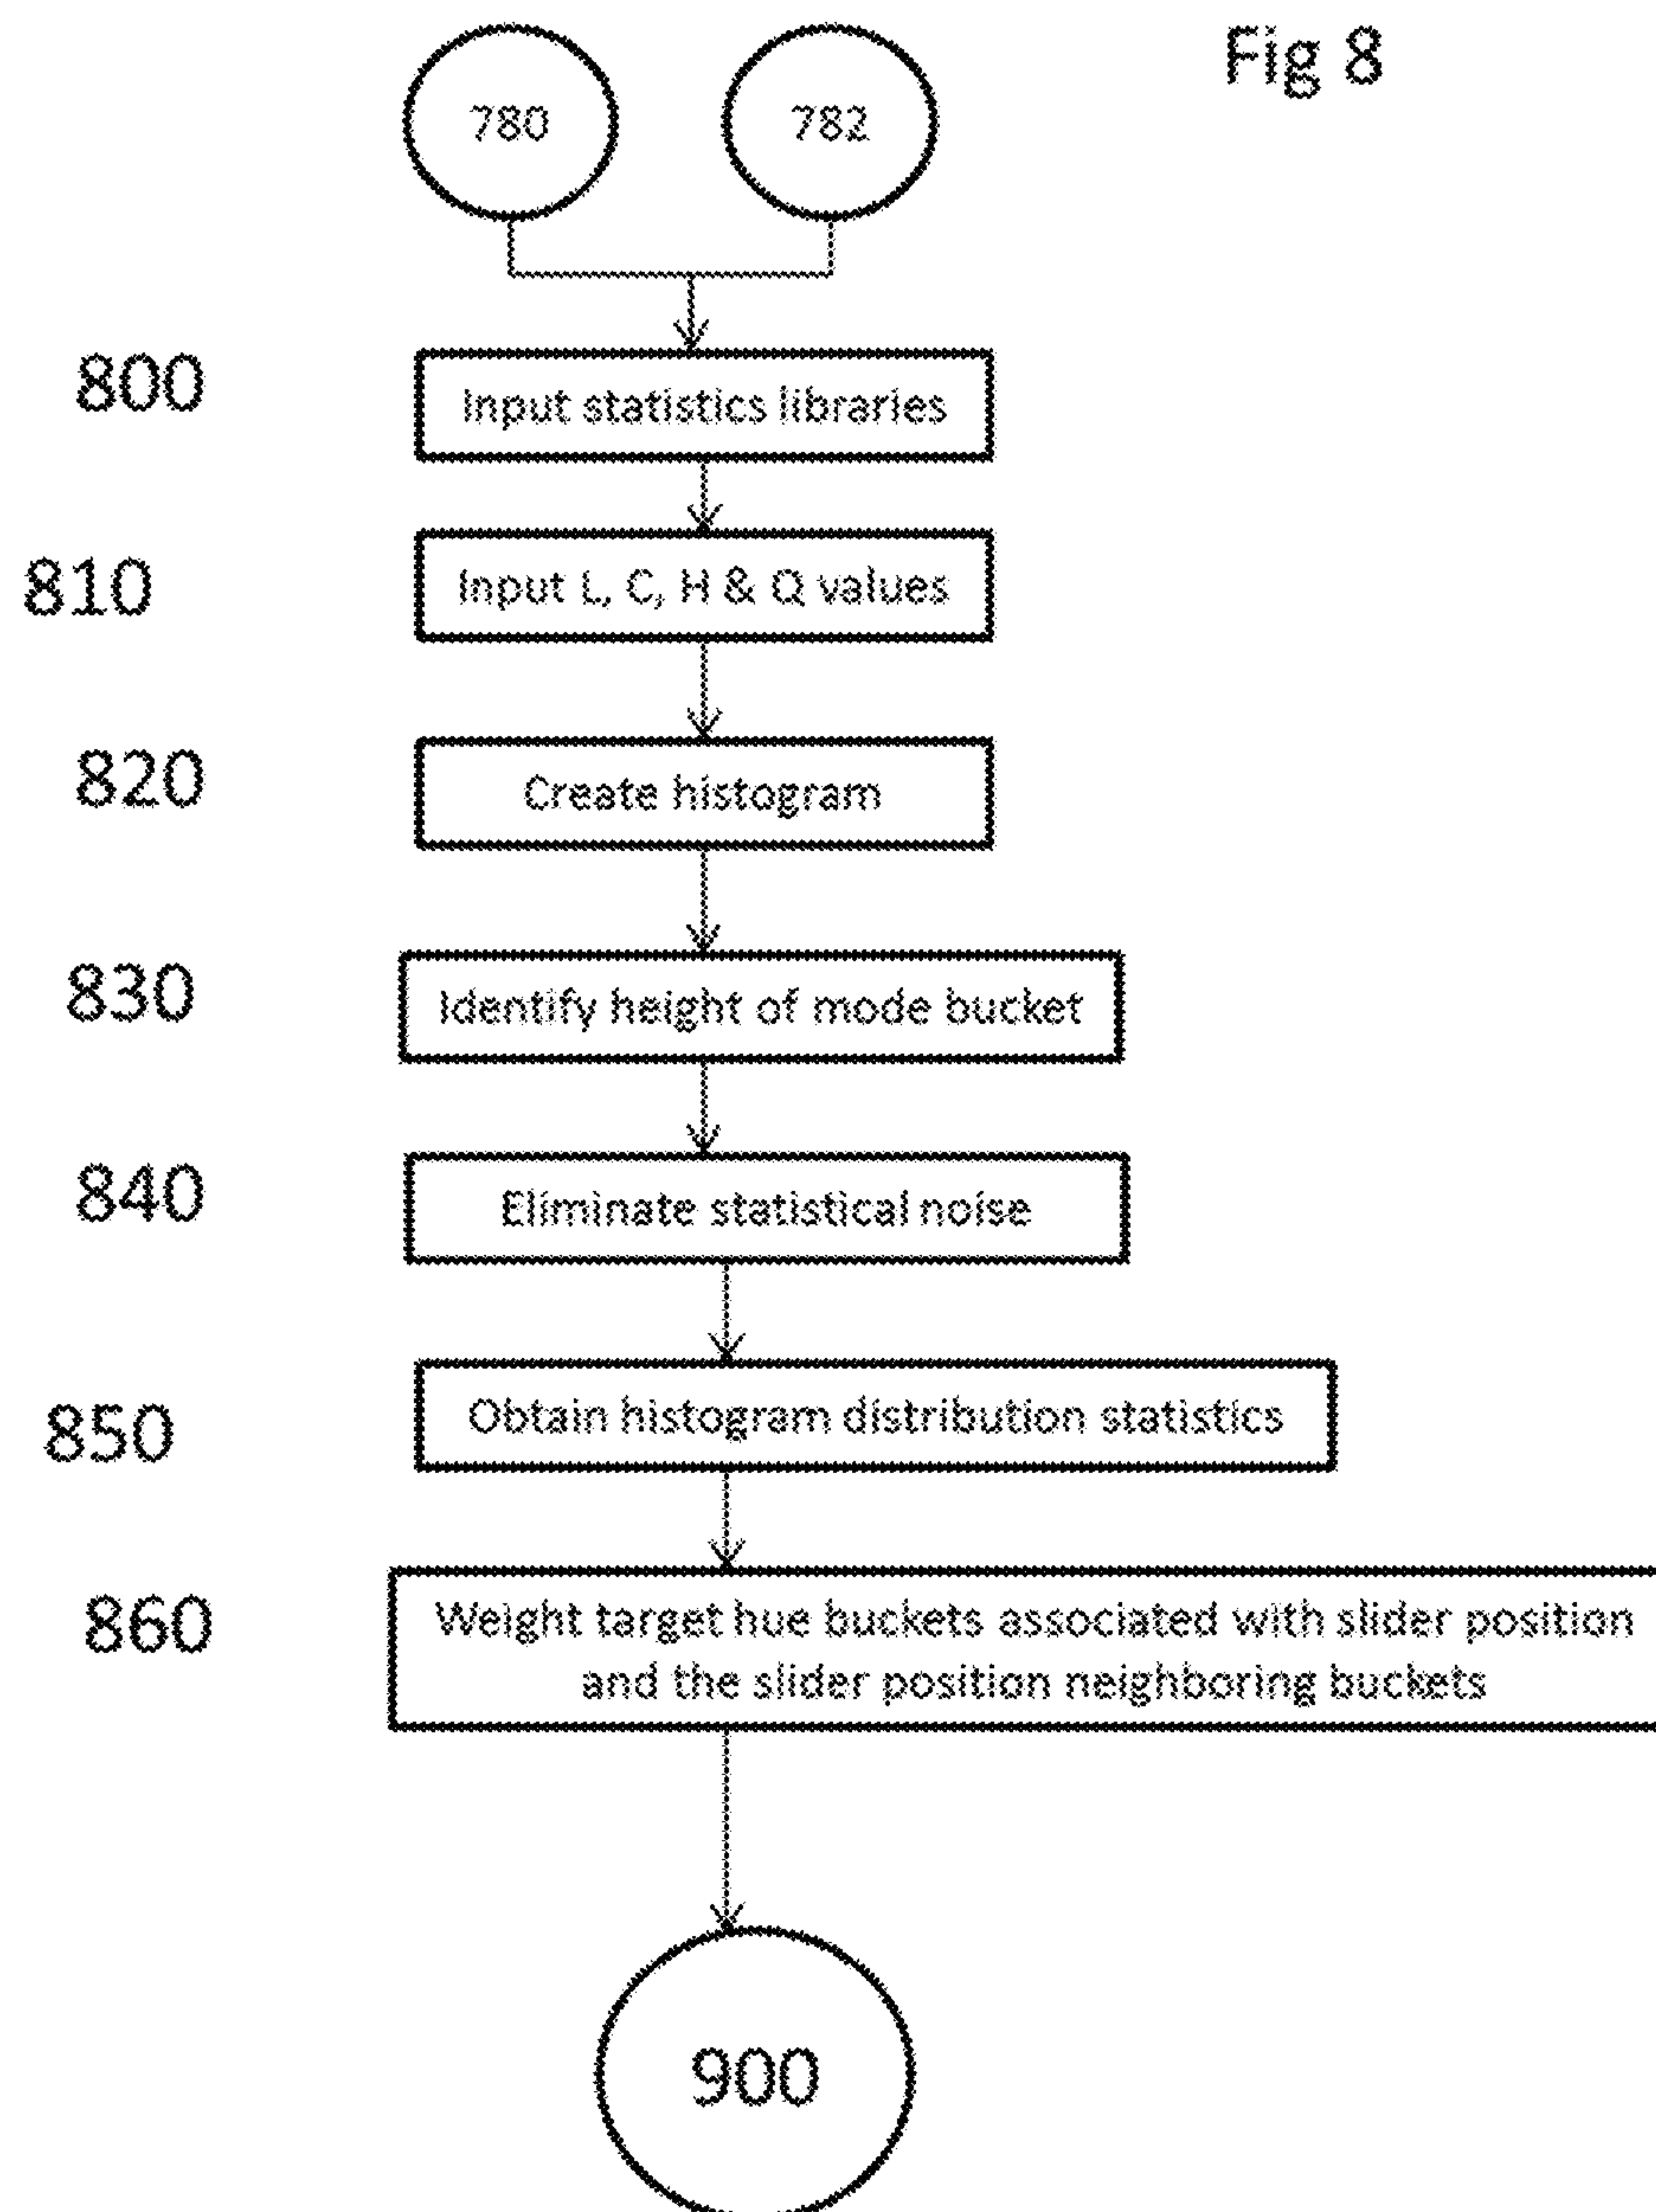 Fig 8
780
782
800
Input statistics libraries
810
Input L, C, H & Q values
820
Create histogram
830
Identify height of mode bucket
840
Eliminate statistical noise
850
Obtain histogram distribution statistics
860
Weight target hue buckets associated with slider position
and the slider position neighboring buckets
900